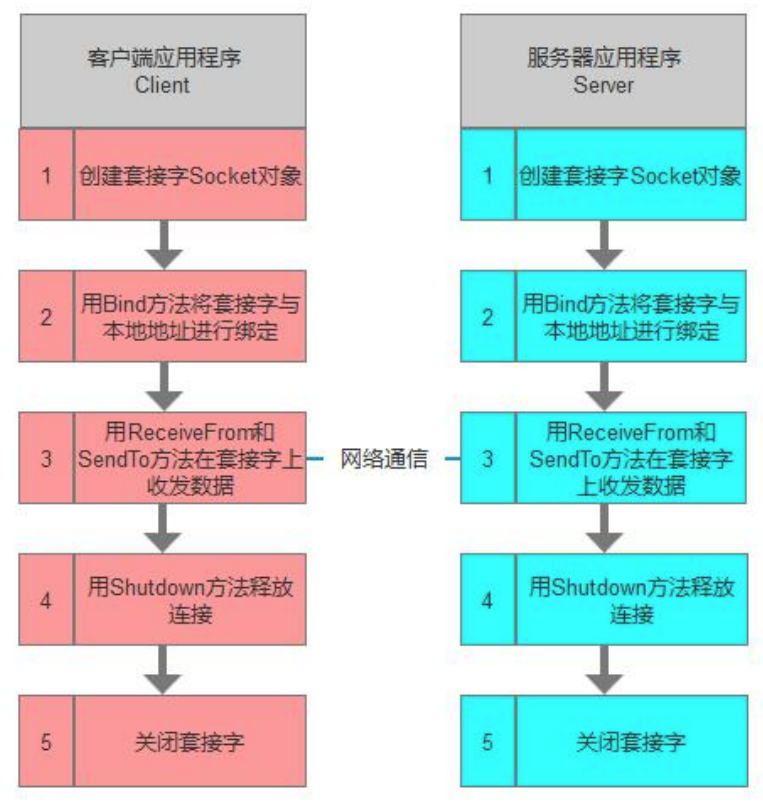 客户端应用程序
Client
1
创建套接字Socket对象
2
用Bind方法将套接字与
本地地址进行绑定
3
用ReceiveFrom和
SendTo方法在套接字上
收发数据
4
用Shutdown方法释放
连接
5
关闭套接字
网络通信
服务器应用程序
Server
1
创建套接字Socket对象
2
用Bind方法将套接字与
本地地址进行绑定
3
用ReceiveFrom和
SendTo方法在套接字
上收发数据
4
用Shutdown方法释放
连接
5
关闭套接字